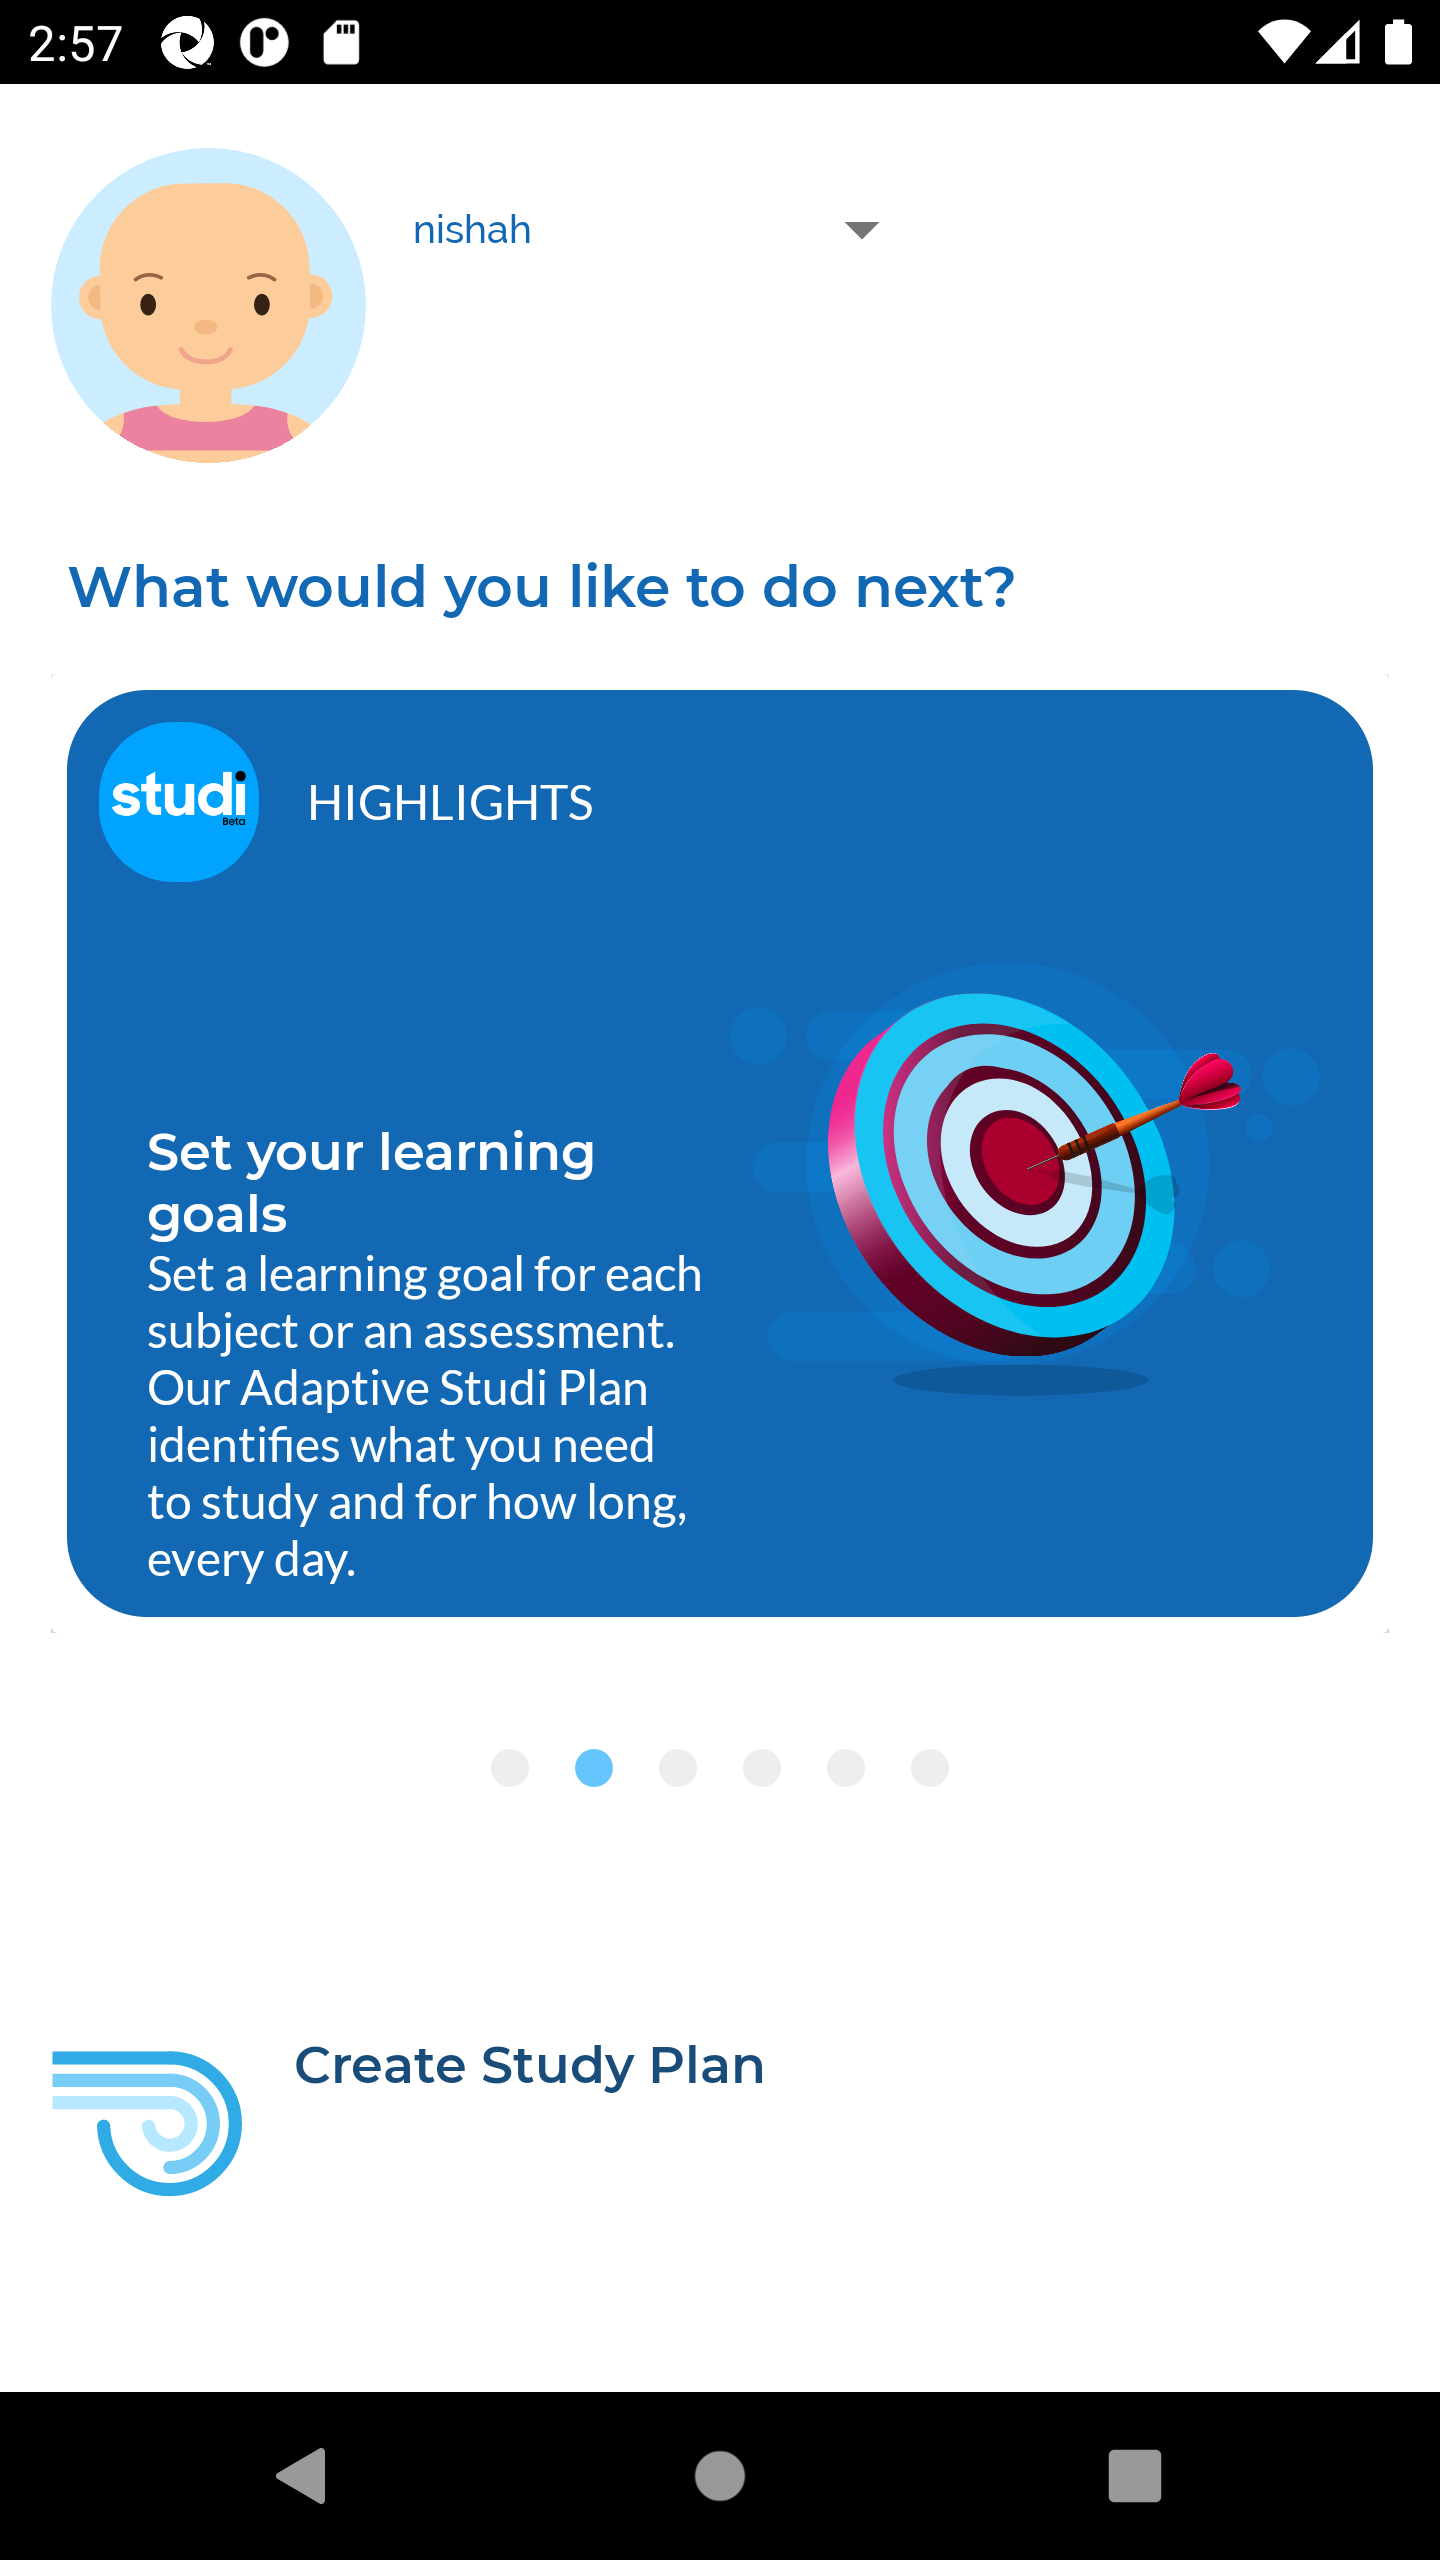 2:57
nishah
What would you like to do next?
studi
Beta
HIGHLIGHTS
Set your learning
goals
Set a learning goal for each
subject or an assessment.
Our Adaptive Studi Plan
identifies what you need
to study and for how long,
every day.
Create Study Plan